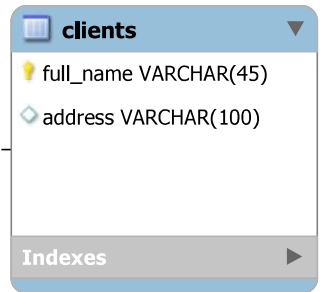 clients
full_name VARCHAR(45)
address VARCHAR(100)
Indexes